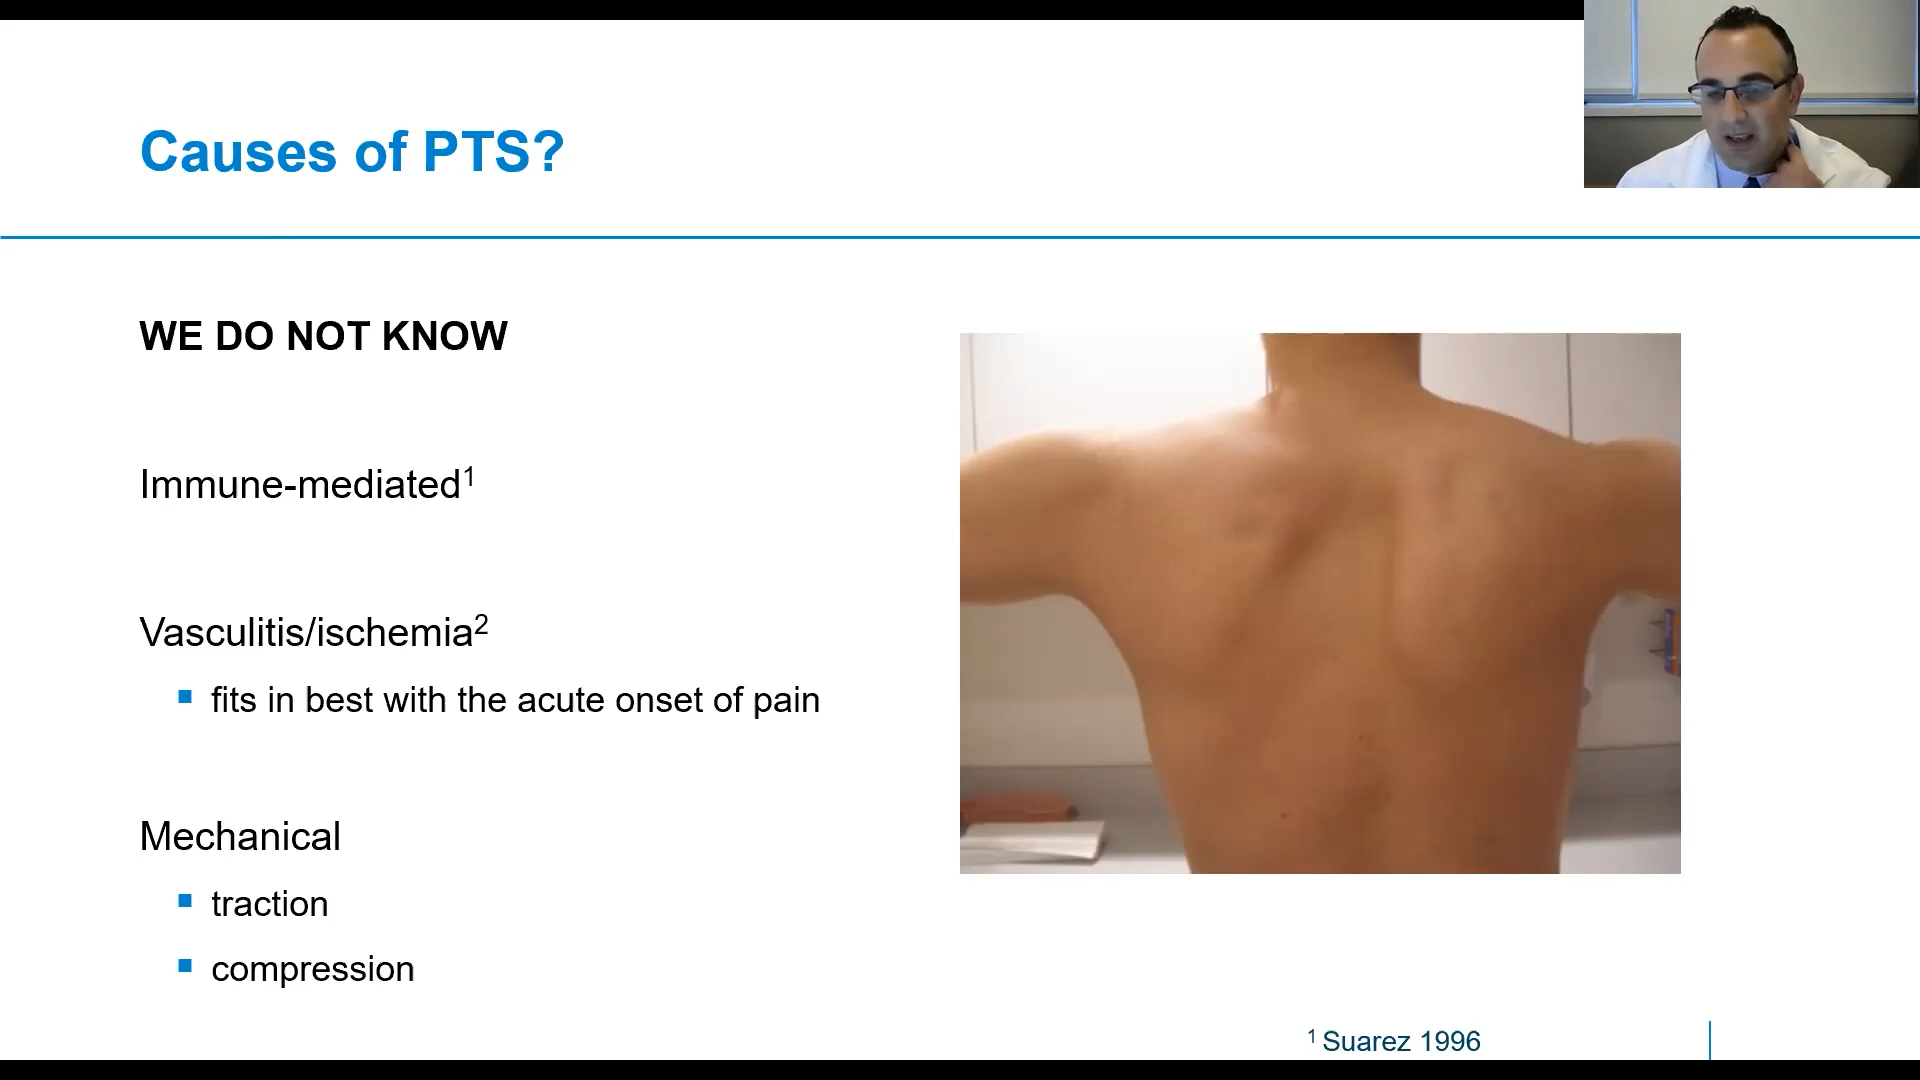 Causes of PTS?
WE DO NOT KNOW
Immune-mediated¹
Vasculitis/ischemia²
fits in best with the acute onset of pain
Mechanical
traction
compression
¹ Suarez 1996